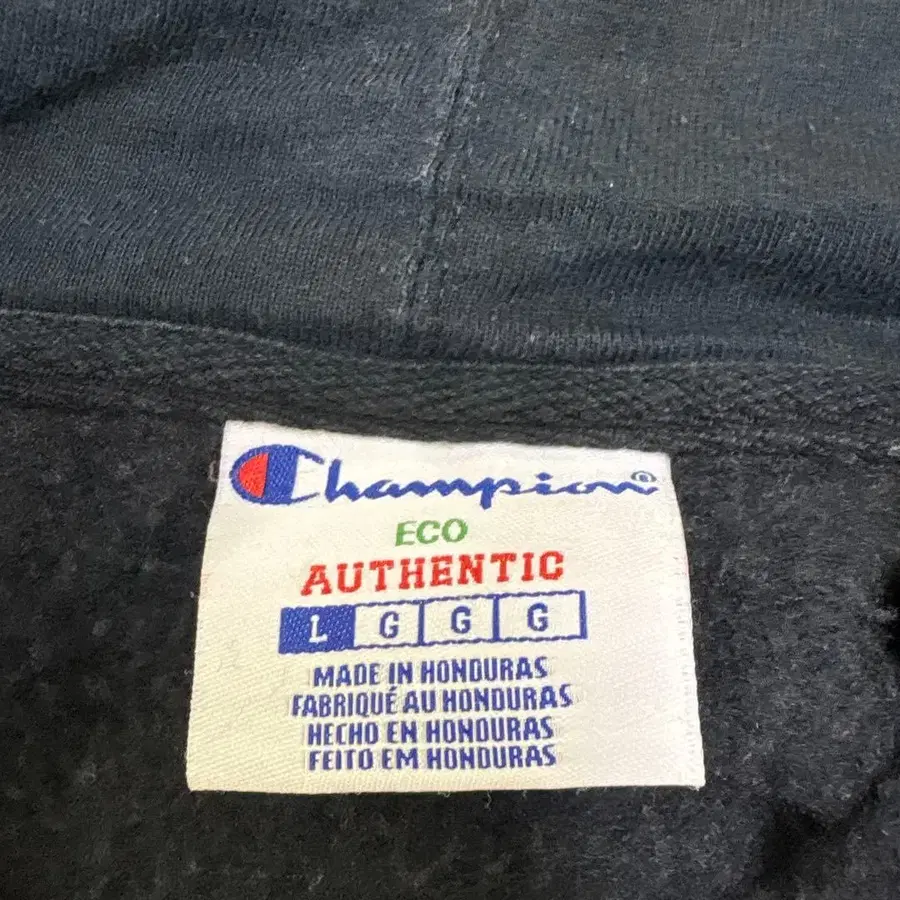 Champion®
ECO
AUTHENTIC
L G G G
MADE IN HONDURAS
FABRIQUÉ AU HONDURAS
HECHO EN HONDURAS
FEITO EM HONDURAS